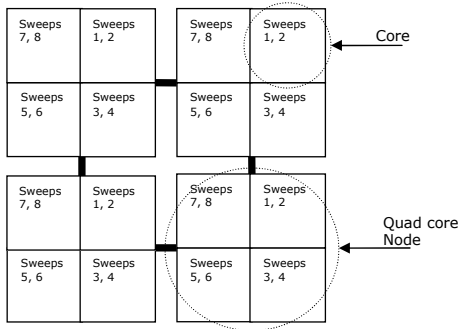 Sweeps
7, 8
Sweeps
1, 2
Sweeps
7, 8
Sweeps
1, 2
Core
Sweeps
5, 6
Sweeps
3, 4
Sweeps
5, 6
Sweeps
3, 4
Sweeps
7, 8
Sweeps
1, 2
Sweeps
7, 8
Sweeps
1, 2
Quad core
Node
Sweeps
5, 6
Sweeps
3, 4
Sweeps
5, 6
Sweeps
3, 4